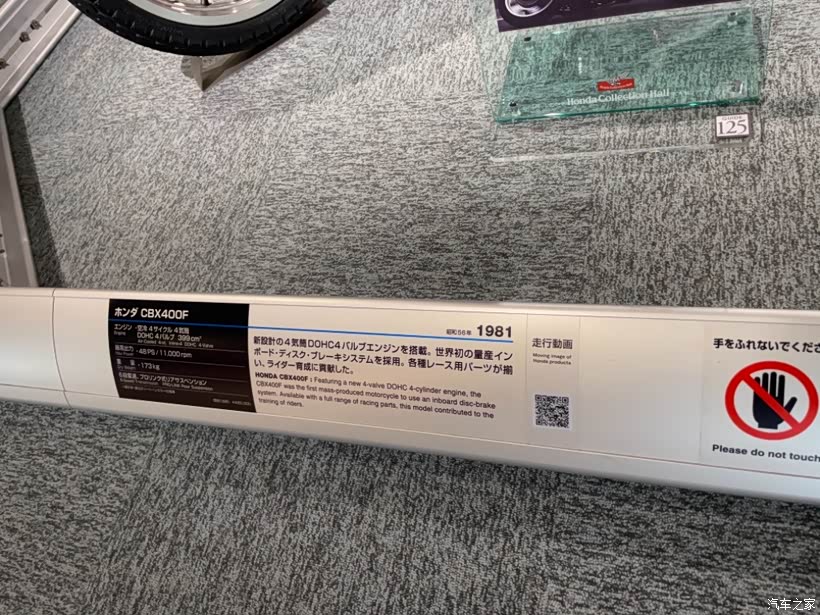 Honda Collection Hall
125
ホンダ CBX400F
エンジン・空冷 4サイクル 4気筒
Engine
DOHC 4バルブ 399cm³
Air-Cooled 4-st. Inline4 DOHC 4-Valve
・48PS / 11,000rpm
・173kg
昭和56年 1981
新設計の4気筒DOHC4バルブエンジンを搭載。世界初の量産イン
ボード・ディスク・ブレーキシステムを採用。各種レース用パーツが揃
い、ライダー育成に貢献した。
HONDA CBX400F : Featuring a new 4-valve DOHC 4-cylinder engine, the
CBX400F was the first mass-produced motorcycle to use an inboard disc-brake
system. Available with a full range of racing parts, this model contributed to the
training of riders.
走行動画
Moving image of
Honda products
手をふれないでくださ
Please do not touch
汽车之家